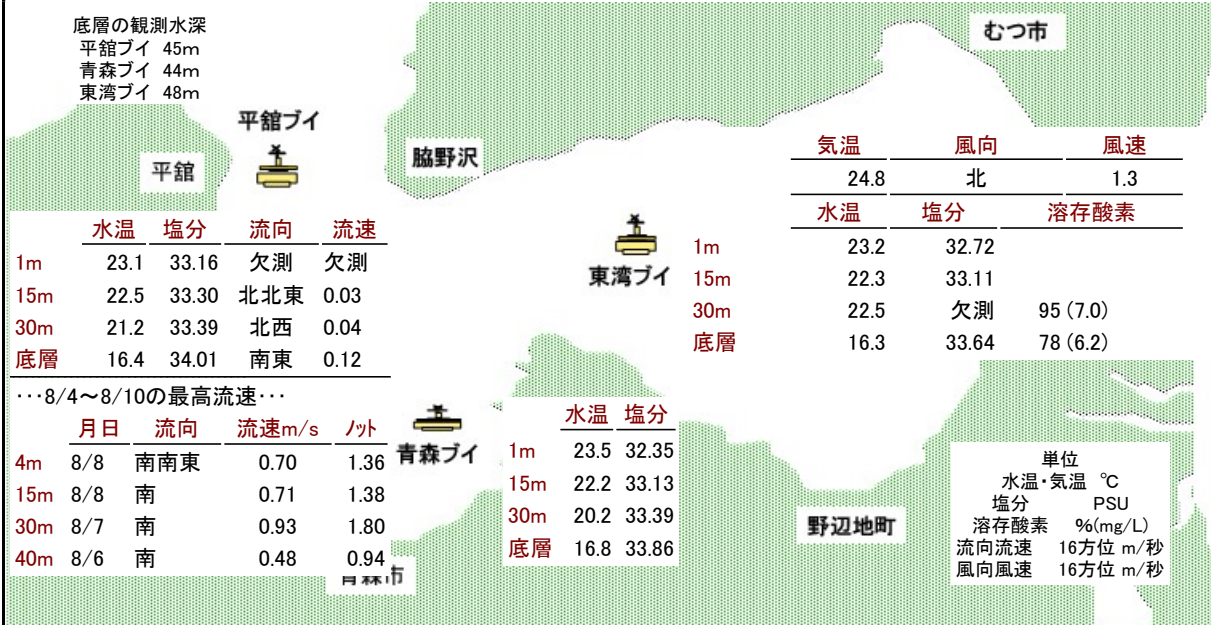 底層の観測水深
平舘ブイ 45m
青森ブイ 44m
東湾ブイ 48m
むつ市
平舘ブイ
平舘
脇野沢
気温 風向 風速
24.8 北 1.3
水温 塩分 溶存酸素
1m 23.2 32.72
15m 22.3 33.11
30m 22.5 欠測 95 (7.0)
底層 16.3 33.64 78 (6.2)
東湾ブイ
水温 塩分 流向 流速
1m 23.1 33.16 欠測 欠測
15m 22.5 33.30 北北東 0.03
30m 21.2 33.39 北西 0.04
底層 16.4 34.01 南東 0.12
···8/4～8/10の最高流速···
月日 流向 流速m/s ノット
4m 8/8 南南東 0.70 1.36
15m 8/8 南 0.71 1.38
30m 8/7 南 0.93 1.80
40m 8/6 南 0.48 0.94
青森ブイ
水温 塩分
1m 23.5 32.35
15m 22.2 33.13
30m 20.2 33.39
底層 16.8 33.86
青森市
野辺地町
単位
水温・気温 ℃
塩分 PSU
溶存酸素 %(mg/L)
流向流速 16方位 m/秒
風向風速 16方位 m/秒